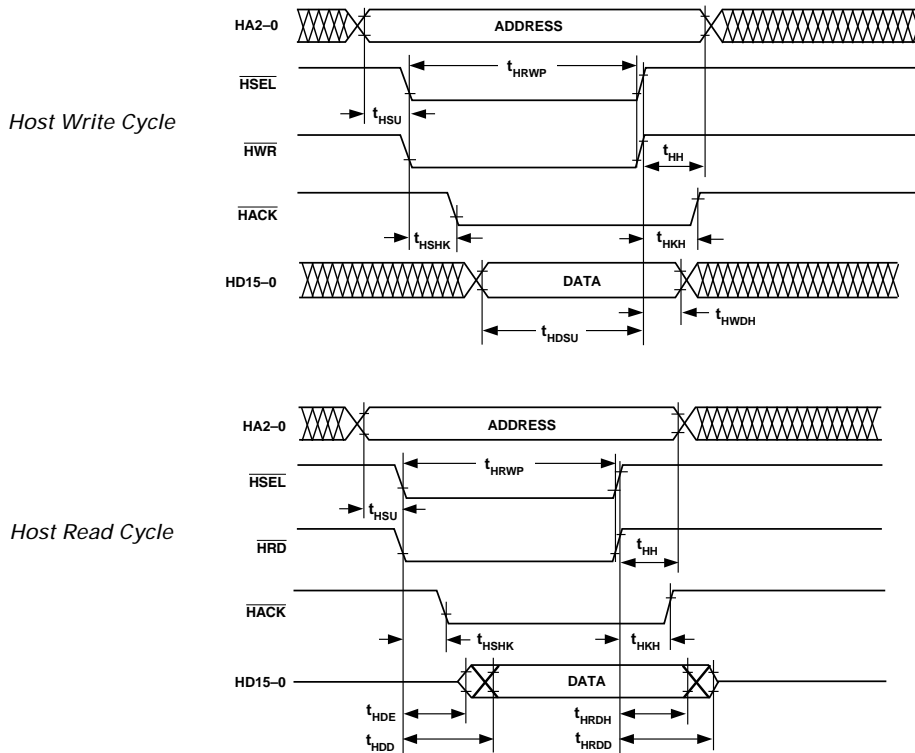 HA2–0
ADDRESS
tHRWP
HSEL
tHSU
Host Write Cycle
HWR
tHH
HACK
tHSHK
tHKH
HD15–0
DATA
tHWDH
tHDSU
HA2–0
ADDRESS
tHRWP
HSEL
tHSU
Host Read Cycle
HRD
tHH
HACK
tHSHK
tHKH
HD15–0
DATA
tHDE
tHRDH
tHDD
tHRDD